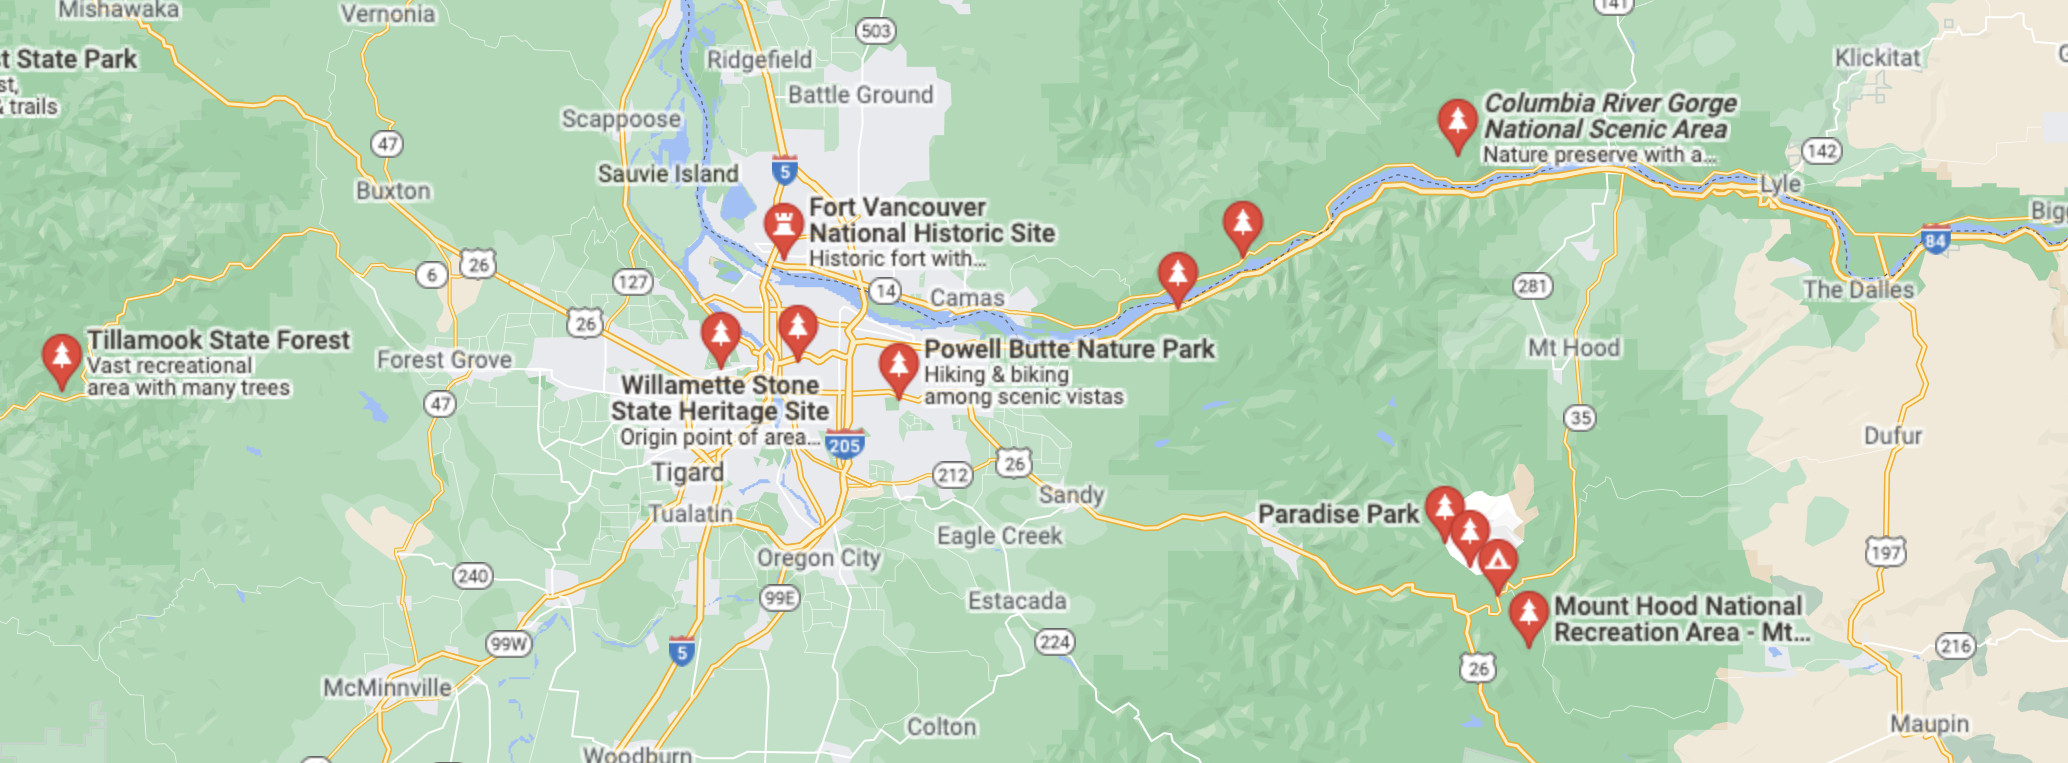 Mishawaka
Vernonia
503
141
Ridgefield
Klickitat
t State Park
st,
& trails
Battle Ground
Scappoose
Columbia River Gorge
National Scenic Area
Nature preserve with a...
47
142
Sauvie Island
5
Buxton
Lyle
Fort Vancouver
National Historic Site
Historic fort with...
Bigg
84
6
26
127
14
Camas
281
The Dalles
26
Tillamook State Forest
Vast recreational
area with many trees
Forest Grove
Powell Butte Nature Park
Hiking & biking
among scenic vistas
Mt Hood
Willamette Stone
State Heritage Site
Origin point of area...
47
35
205
Dufur
Tigard
212
26
Sandy
Tualatin
Paradise Park
Eagle Creek
Oregon City
197
240
99E
Estacada
Mount Hood National
Recreation Area - Mt...
99W
5
224
216
26
McMinnville
Colton
Maupin
Woodburn